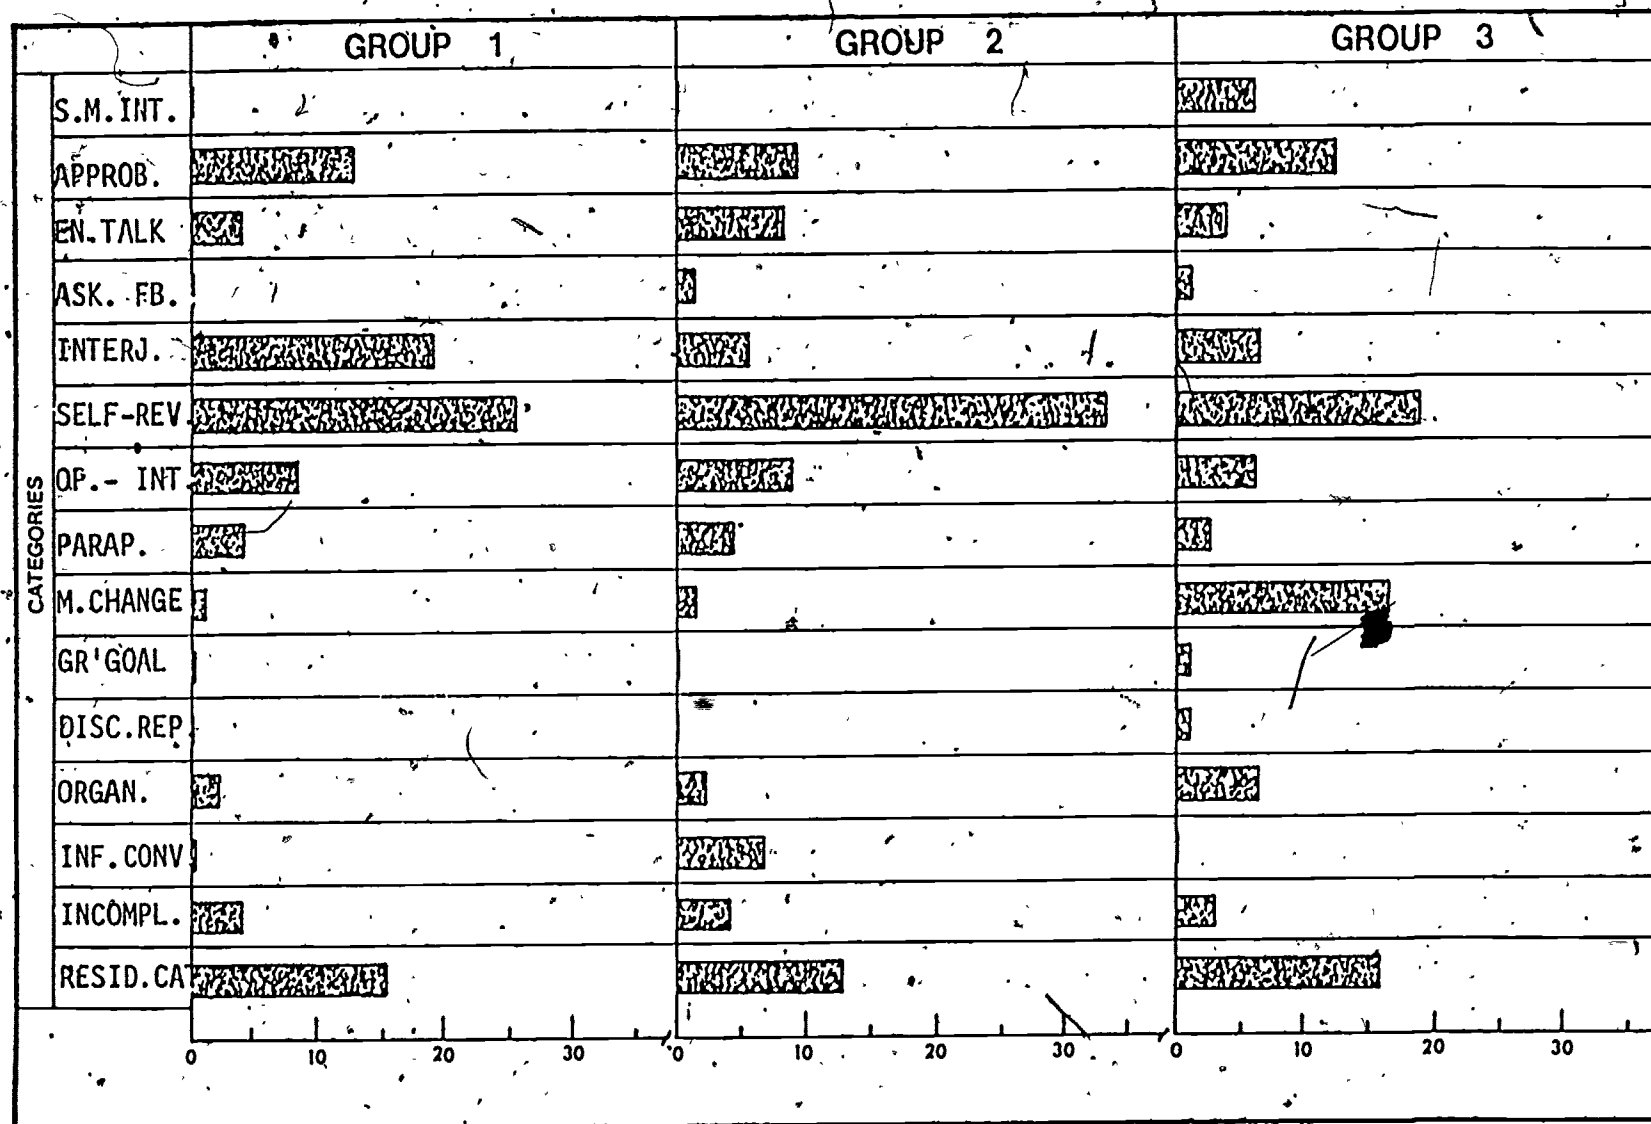 GROUP 1 GROUP 2 GROUP 3
CATEGORIES
S.M.INT.
APPROB.
EN.TALK
ASK. FB.
INTERJ.
SELF-REV.
OP.- INT
PARAP.
M.CHANGE
GR'GOAL
DISC.REP
ORGAN.
INF.CONV
INCOMPL.
RESID.CAT
0 10 20 30 0 10 20 30 0 10 20 30